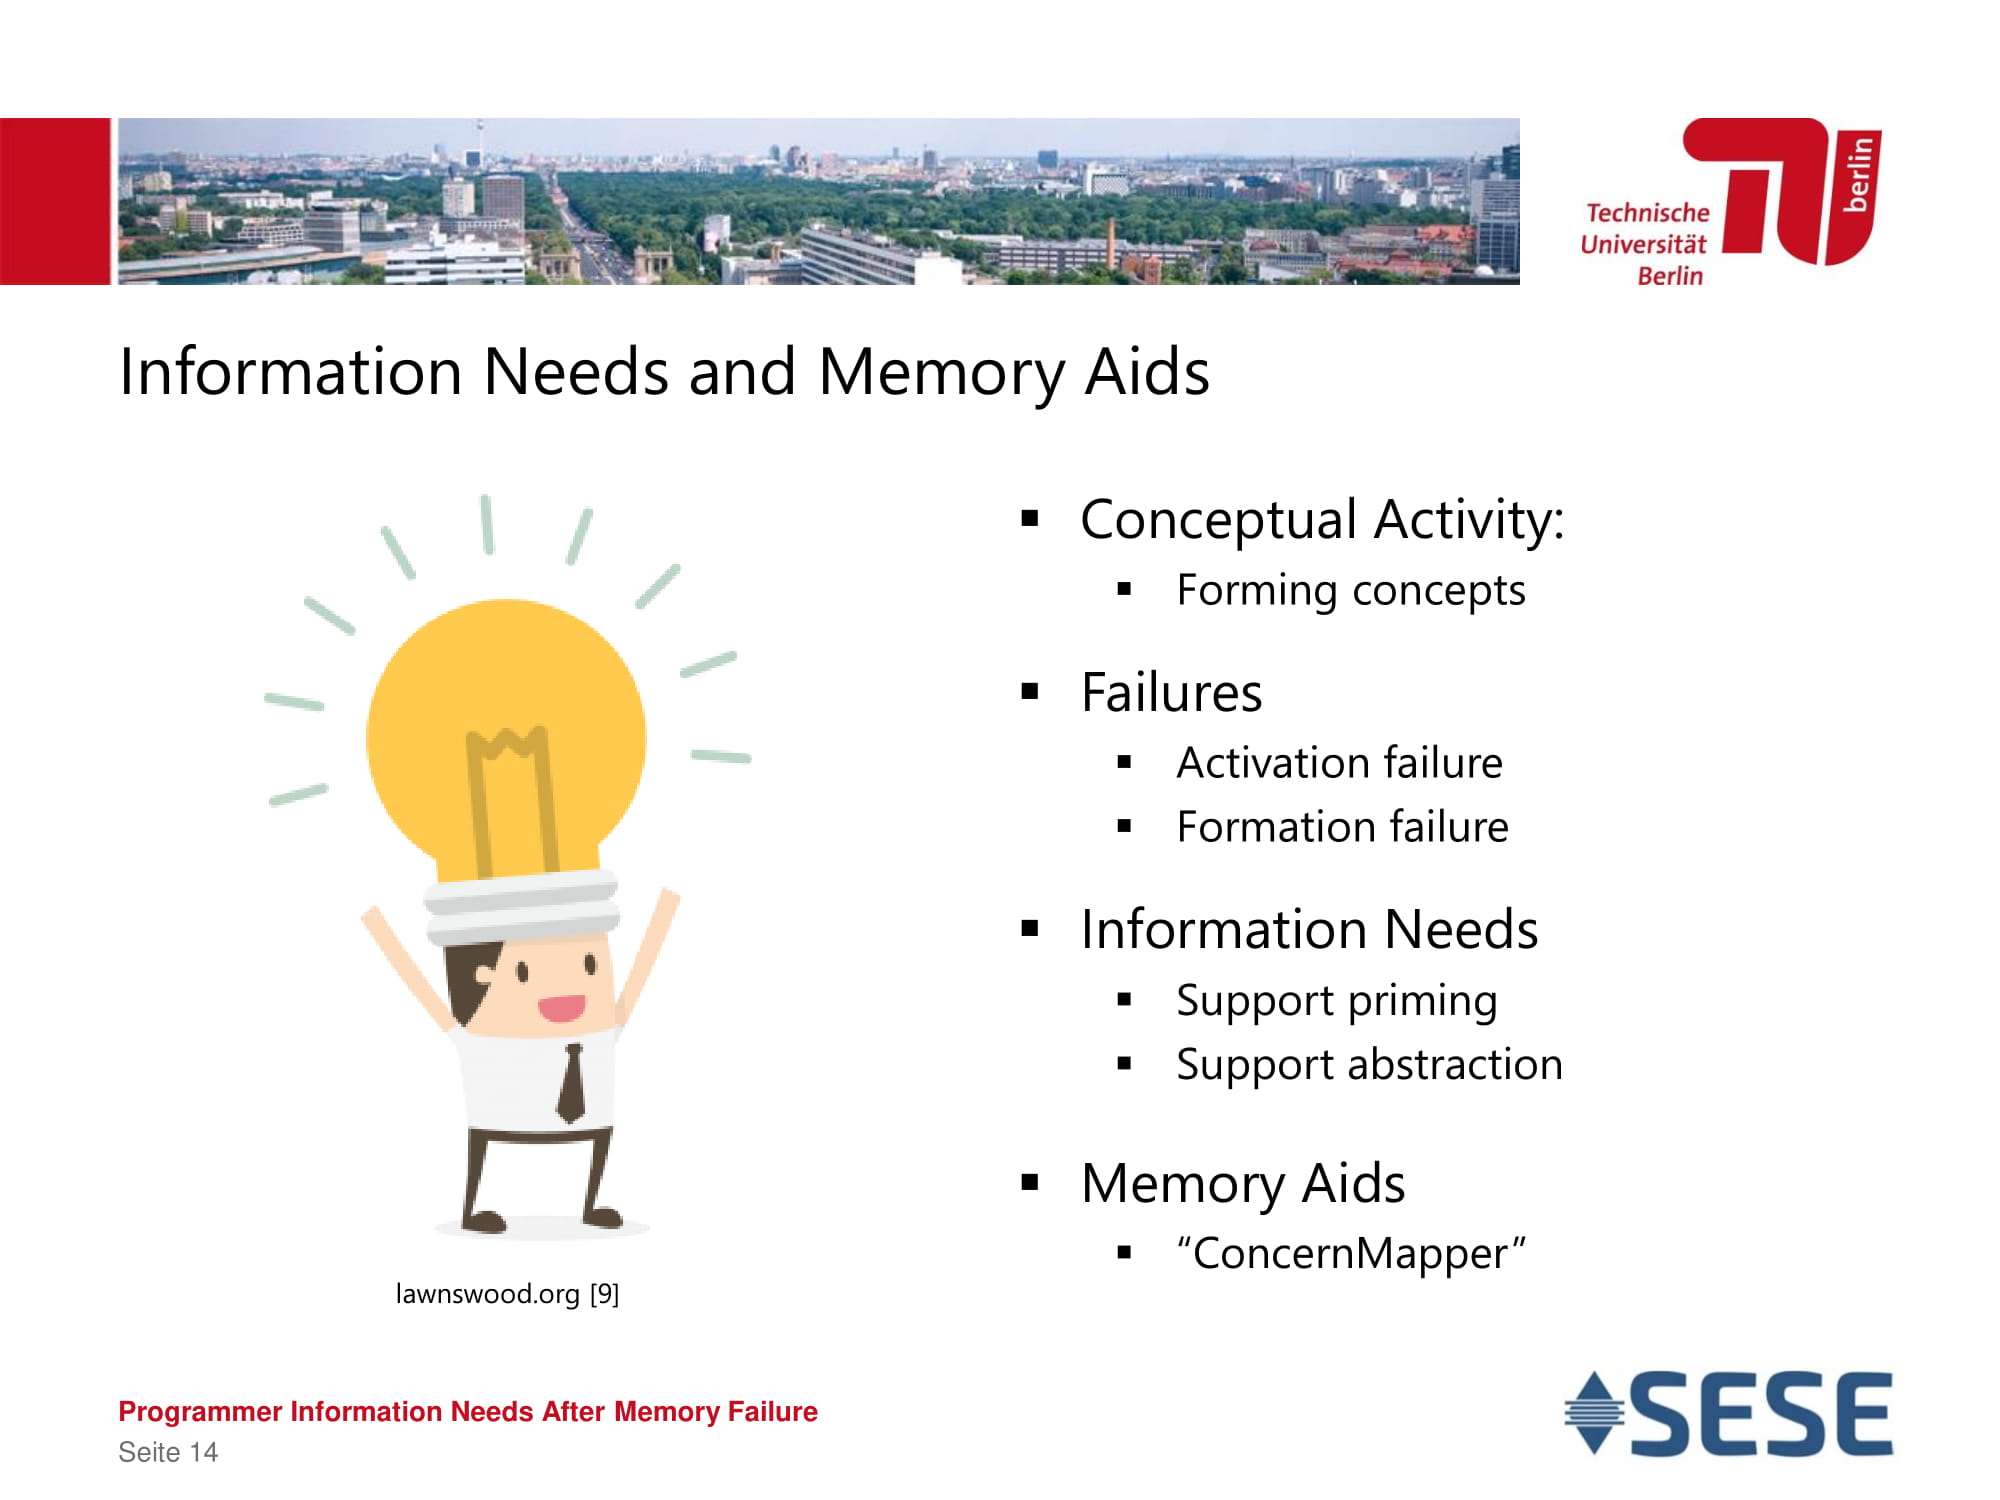 Technische
Universität
Berlin
berlin
Information Needs and Memory Aids
▪ Conceptual Activity:
▪ Forming concepts
▪ Failures
▪ Activation failure
▪ Formation failure
▪ Information Needs
▪ Support priming
▪ Support abstraction
▪ Memory Aids
▪ “ConcernMapper”
lawnswood.org [9]
Programmer Information Needs After Memory Failure
Seite 14
SESE